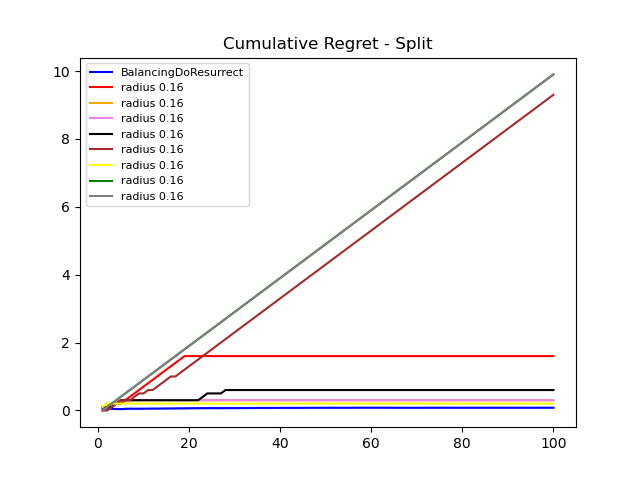 Cumulative Regret - Split
10
8
6
4
2
0
BalancingDoResurrect
radius 0.16
radius 0.16
radius 0.16
radius 0.16
radius 0.16
radius 0.16
radius 0.16
radius 0.16
0 20 40 60 80 100